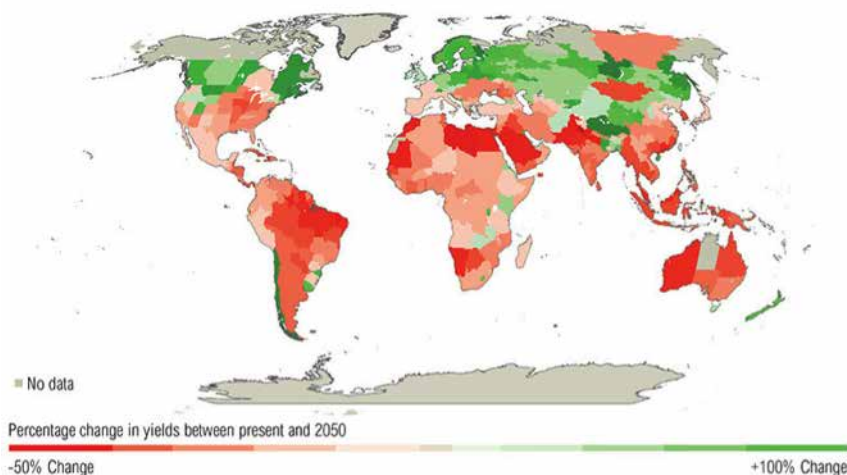 No data
Percentage change in yields between present and 2050
-50% Change +100% Change